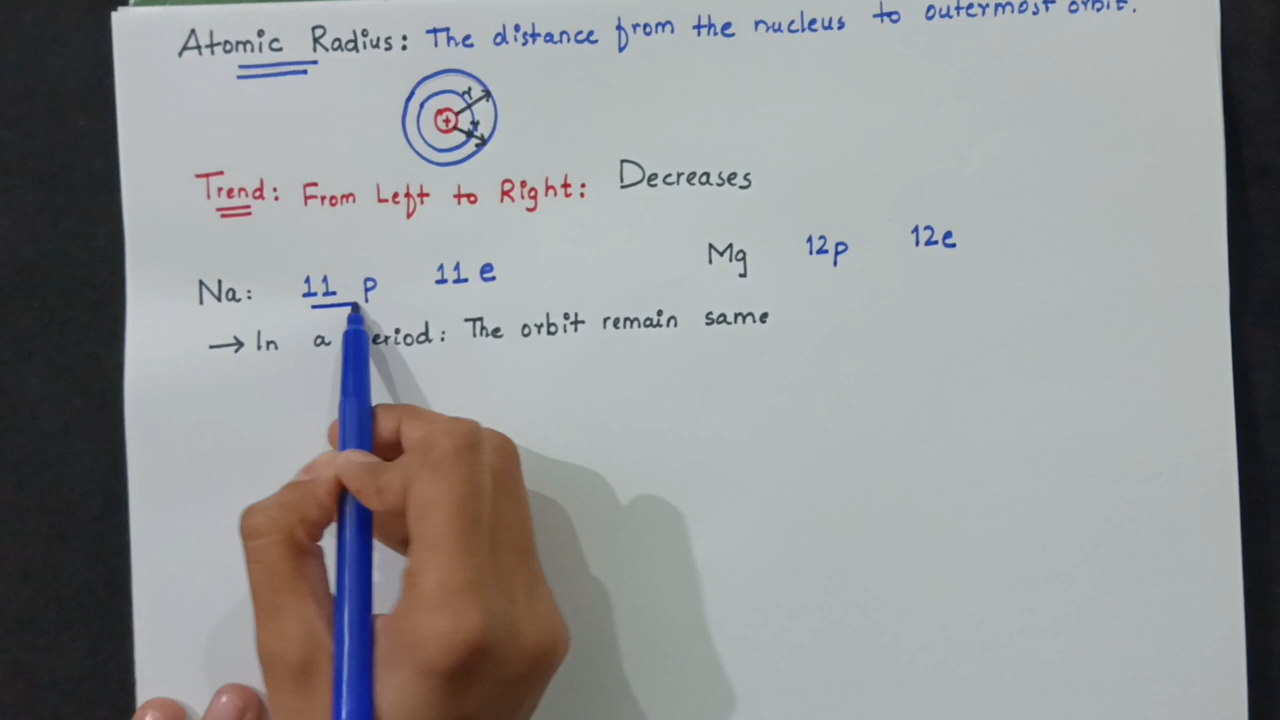 Atomic Radius: The distance from the nucleus to outermost orbit.
r
+ r
Trend: From Left to Right: Decreases
Na: 11 p 11 e Mg 12p 12e
→ In a eriod: The orbit remain same